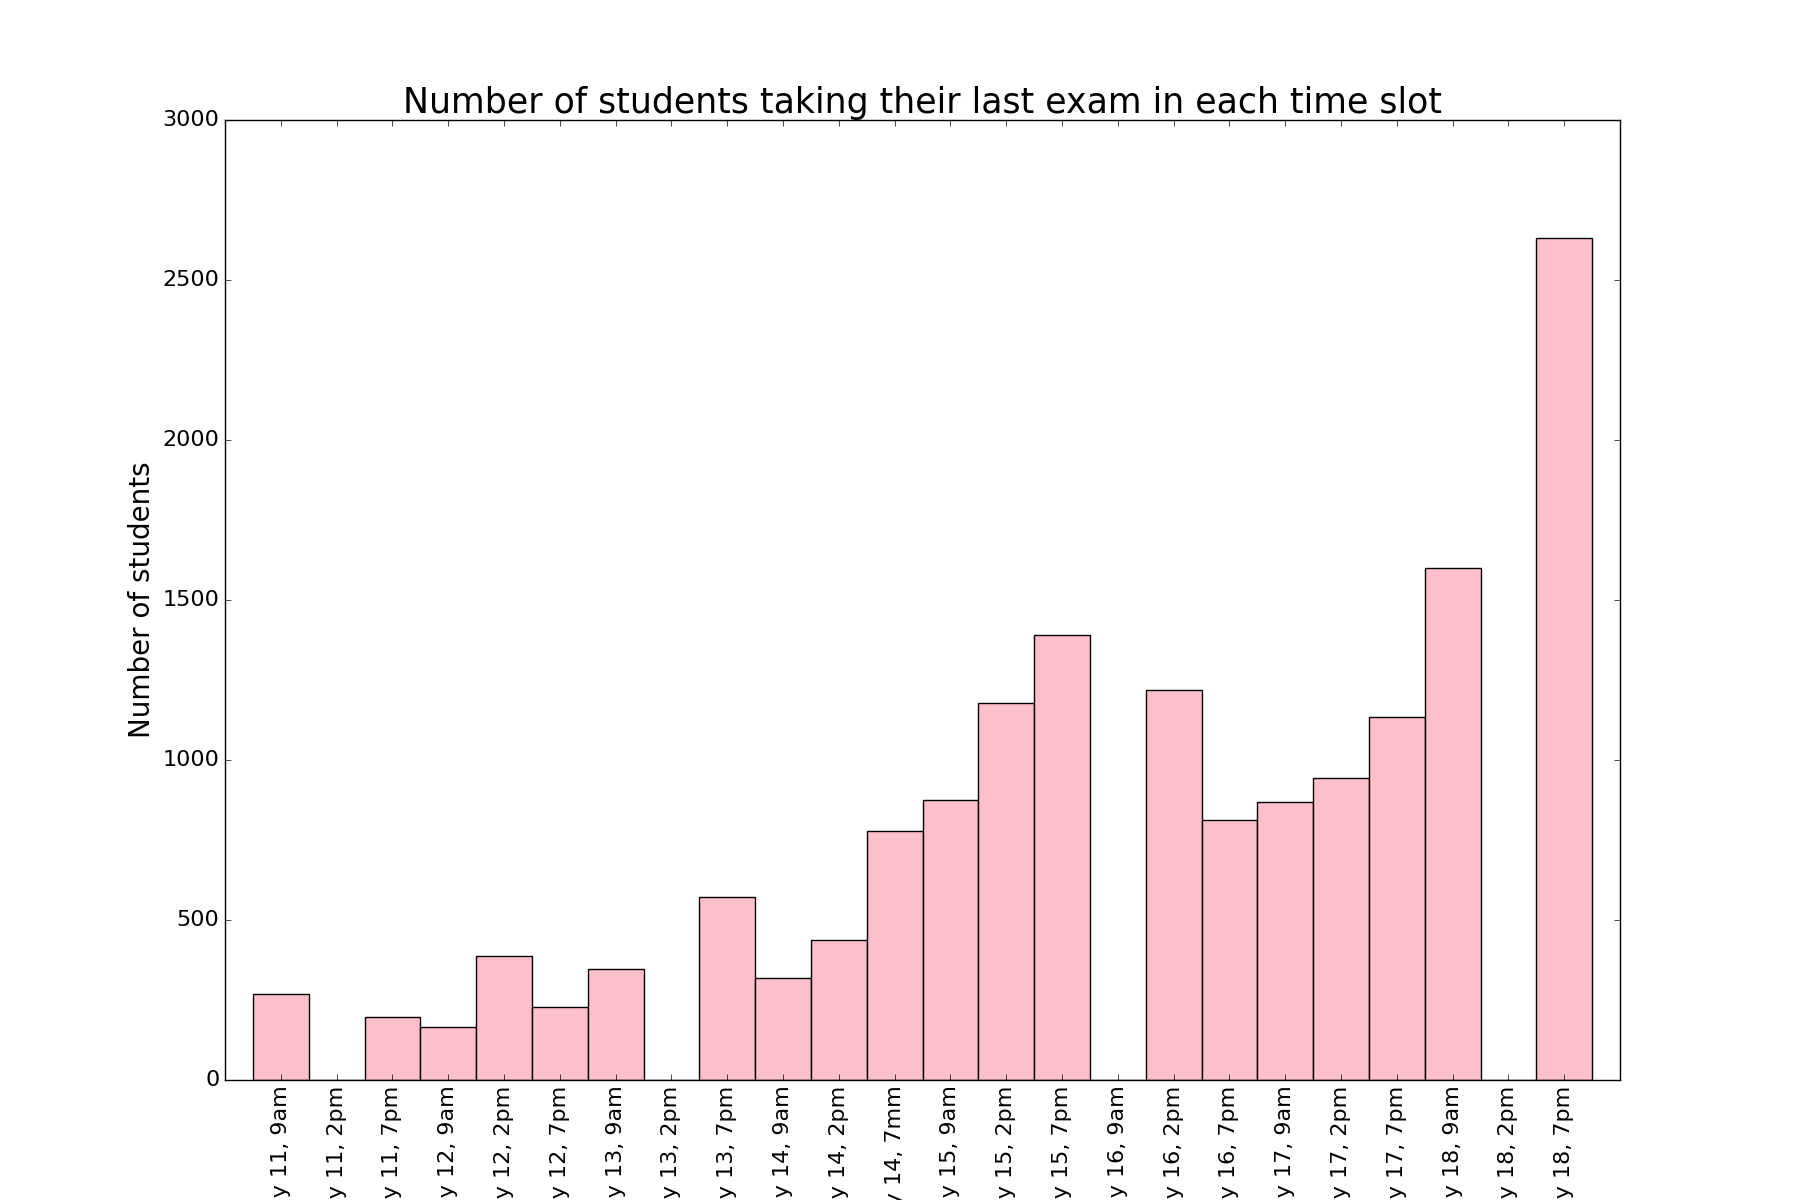 Number of students taking their last exam in each time slot
3000
2500
2000
1500
1000
500
0
Number of students
y 11, 9am
y 11, 2pm
y 11, 7pm
y 12, 9am
y 12, 2pm
y 12, 7pm
y 13, 9am
y 13, 2pm
y 13, 7pm
y 14, 9am
y 14, 2pm
y 14, 7mm
y 15, 9am
y 15, 2pm
y 15, 7pm
y 16, 9am
y 16, 2pm
y 16, 7pm
y 17, 9am
y 17, 2pm
y 17, 7pm
y 18, 9am
y 18, 2pm
y 18, 7pm